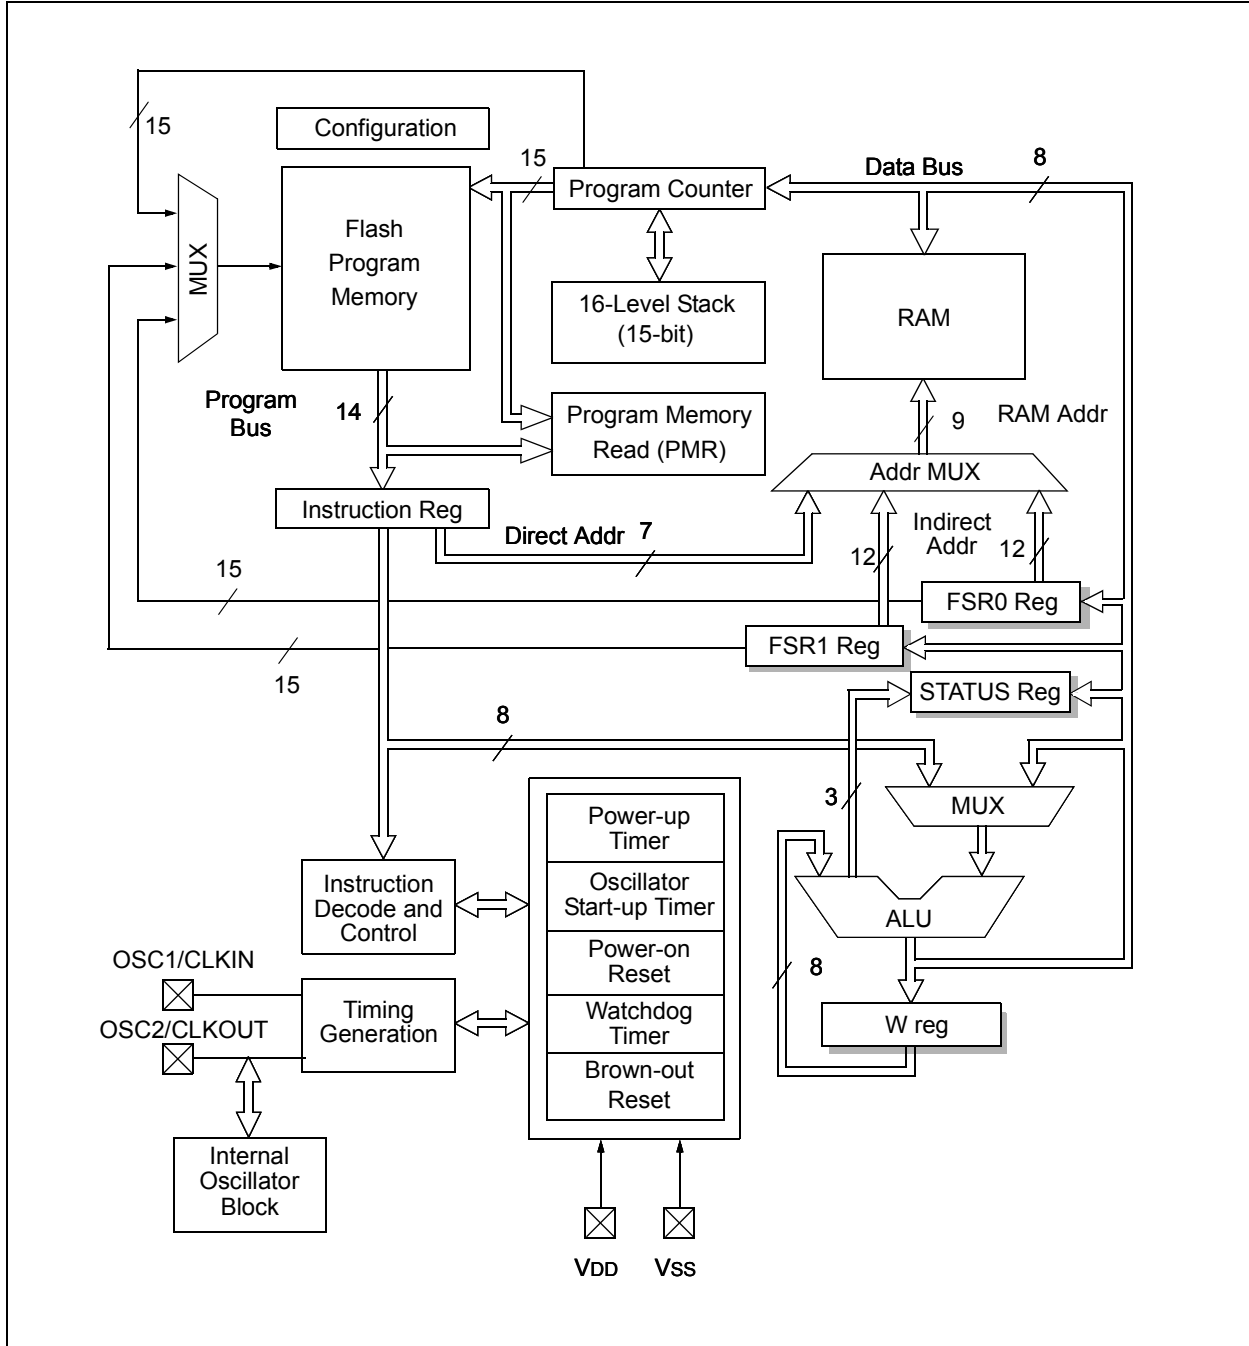 15
Configuration
15
Program Counter
Data Bus
8
Flash
Program
Memory
MUX
16-Level Stack
(15-bit)
RAM
Program
Bus
14
Program Memory
Read (PMR)
9
RAM Addr
Addr MUX
Instruction Reg
Direct Addr
7
Indirect
Addr
12
12
15
FSR0 Reg
FSR1 Reg
15
STATUS Reg
8
3
MUX
Power-up
Timer
Oscillator
Start-up Timer
Power-on
Reset
Watchdog
Timer
Brown-out
Reset
Instruction
Decode and
Control
ALU
8
W reg
OSC1/CLKIN
OSC2/CLKOUT
Timing
Generation
Internal
Oscillator
Block
VDD
VSS